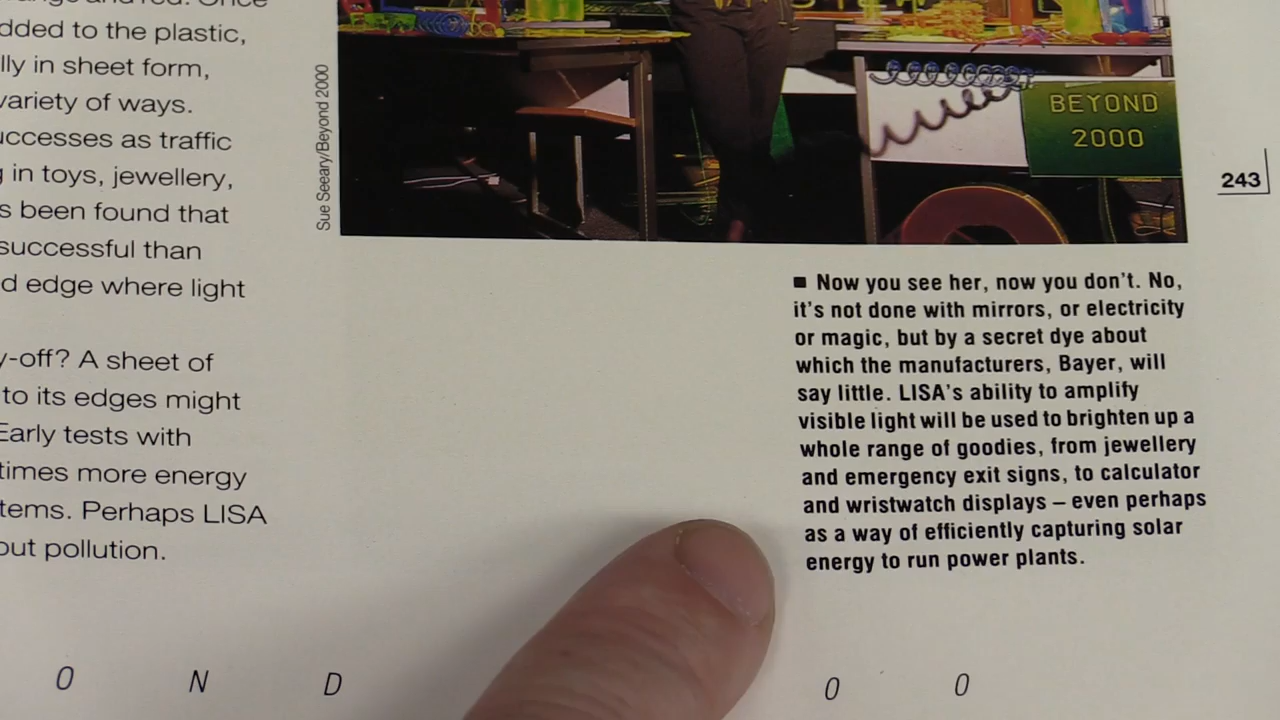 dded to the plastic,
lly in sheet form,
variety of ways.
uccesses as traffic
g in toys, jewellery,
s been found that
successful than
d edge where light
y-off? A sheet of
to its edges might
Early tests with
times more energy
tems. Perhaps LISA
out pollution.
Sue Seeary/Beyond 2000
BEYOND
2000
243
■ Now you see her, now you don't. No,
it's not done with mirrors, or electricity
or magic, but by a secret dye about
which the manufacturers, Bayer, will
say little. LISA's ability to amplify
visible light will be used to brighten up a
whole range of goodies, from jewellery
and emergency exit signs, to calculator
and wristwatch displays – even perhaps
as a way of efficiently capturing solar
energy to run power plants.
O N D O O